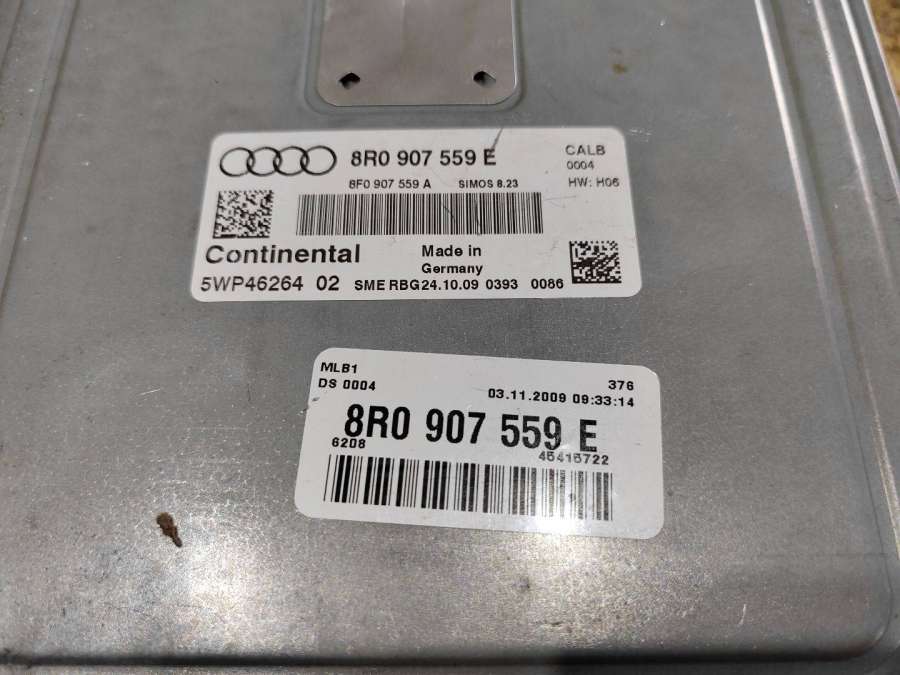 8R0 907 559 E
CALB
0004
8F0 907 559 A SIMOS 8.23
HW: H06
Continental
Made in
Germany
5WP46264 02
SME RBG24.10.09 0393 0086
MLB1
376
DS 0004
03.11.2009 09:33:14
8R0 907 559 E
6208
45415722